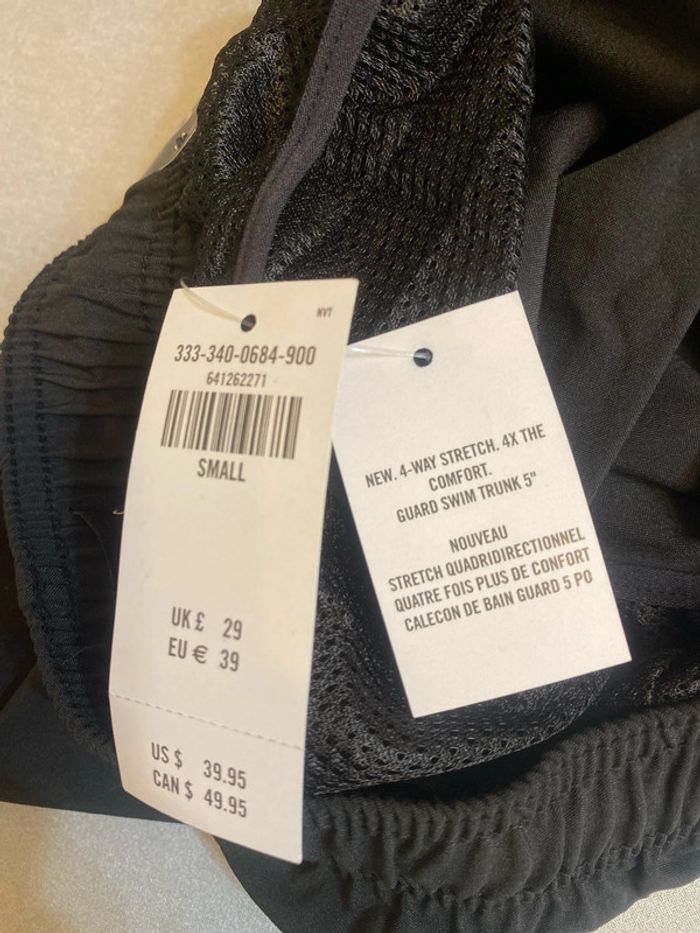 NVT
333-340-0684-900
641262271
SMALL
UK £ 29
EU € 39
US $ 39.95
CAN $ 49.95
NEW. 4-WAY STRETCH. 4X THE
COMFORT.
GUARD SWIM TRUNK 5"
NOUVEAU
STRETCH QUADRIDIRECTIONNEL
QUATRE FOIS PLUS DE CONFORT
CALECON DE BAIN GUARD 5 PO